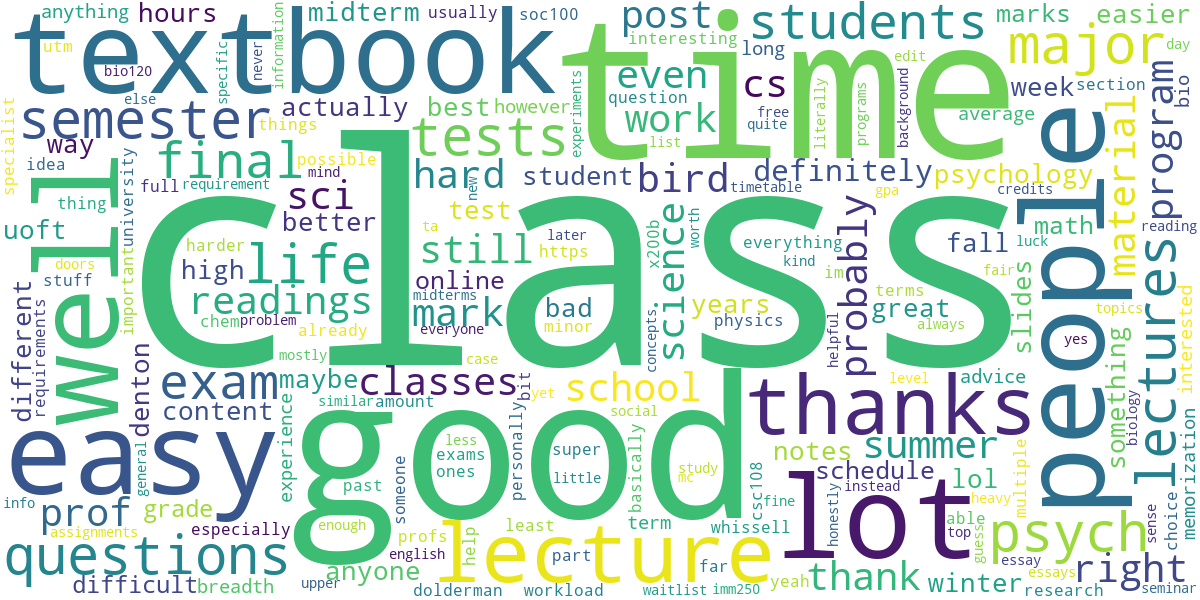 textbook
time
class
good
people
easy
well
lot
lecture
thanks
anything
hours
midterm
usually
soc100
post
students
marks
easier
utm
bio120
specific
never
information
interesting
long
major
day
else
semester
things
actually
best
however
tests
experiments
even
question
work
list
cs
free
quite
literally
programs
edit
background
average
week
section
bio
program
specialist
way
idea
thing
university
final
full
requirement
possible
mind
sci
better
hard
test
new
student
bird
timetable
definitely
psychology
gpa
credits
material
math
reading
uoft
doors
stuff
important
harder
high
life
readings
chem
problem
already
ta
still
online
midterms
mark
everyone
later
https
bad
minor
x200b
science
worth
everything
kind
im
years
physics
concepts
probably
helpful
terms
great
always
fall
luck
fair
slides
topics
yes
something
lectures
interested
different
requirements
denton
mostly
case
exam
maybe
classes
bit
content
experience
similar
amount
yet
school
social
level
advice
biology
memorization
general
past
someone
less
exams
ones
personally
super
little
basically
study
mc
csc108
notes
summer
schedule
lol
multiple
choice
sense
info
prof
grade
assignments
especially
enough
profs
english
help
least
term
whissell
fine
honestly
instead
heavy
able
top
guess
psych
essay
essays
right
questions
difficult
breadth
upper
anyone
dolderman
part
workload
far
waitlist
imm250
yeah
thank
winter
research
seminar